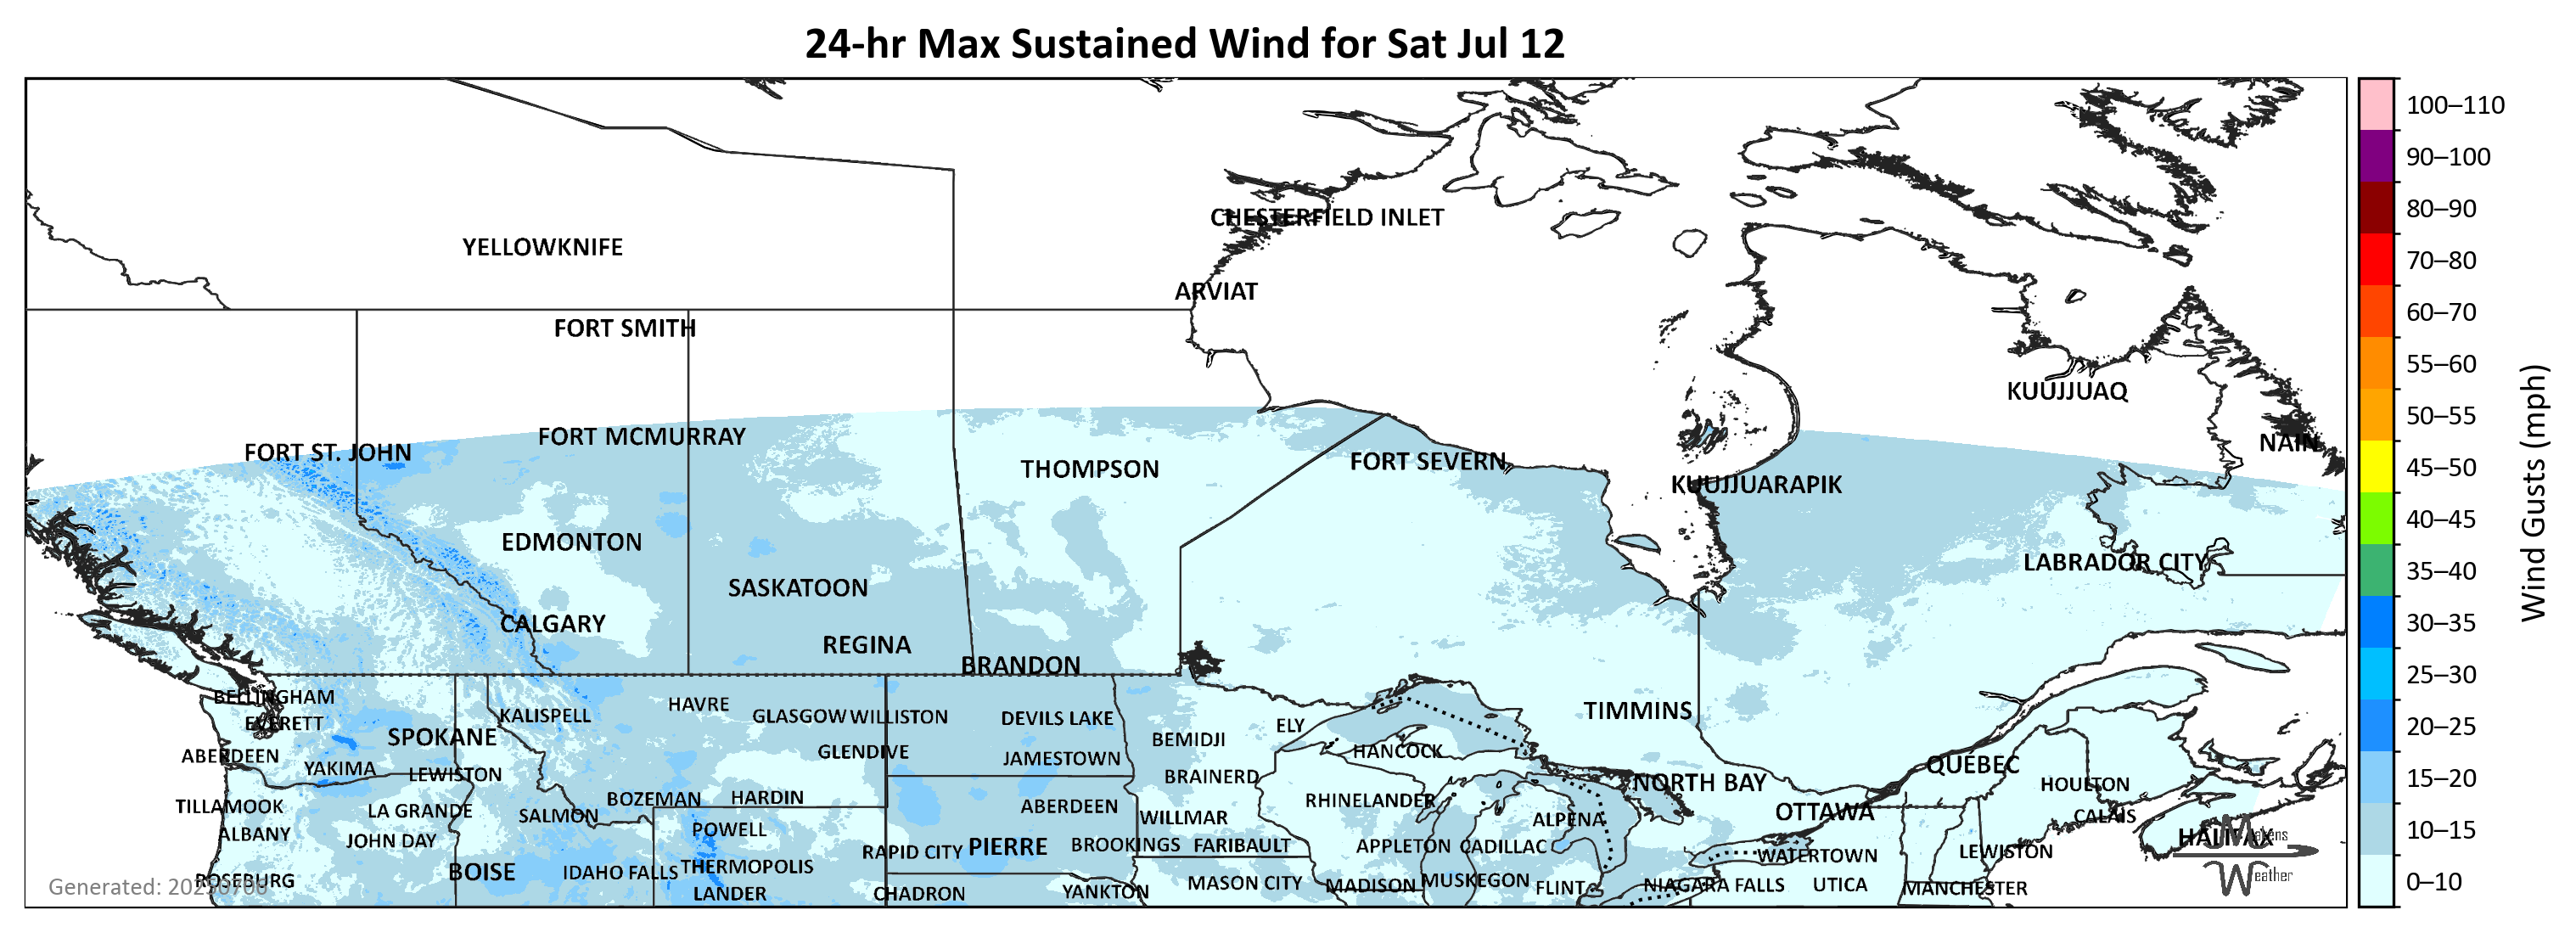 24-hr Max Sustained Wind for Sat Jul 12
100–110
90–100
80–90
70–80
60–70
55–60
50–55
45–50
40–45
35–40
30–35
25–30
20–25
15–20
10–15
0–10
Wind Gusts (mph)
CHESTERFIELD INLET
YELLOWKNIFE
ARVIAT
FORT SMITH
KUUJJUAQ
FORT MCMURRAY
NAIN
FORT ST. JOHN
FORT SEVERN
THOMPSON
KUUJJUARAPIK
EDMONTON
LABRADOR CITY
SASKATOON
CALGARY
REGINA
BRANDON
BELLINGHAM
HAVRE
TIMMINS
KALISPELL
GLASGOW
WILLISTON
DEVILS LAKE
EVERETT
ELY
SPOKANE
BEMIDJI
GLENDIVE
HANCOCK
ABERDEEN
JAMESTOWN
QUÉBEC
YAKIMA
LEWISTON
BRAINERD
NORTH BAY
HOULTON
BOZEMAN
HARDIN
RHINELANDER
TILLAMOOK
LA GRANDE
ABERDEEN
OTTAWA
SALMON
WILLMAR
CALAIS
ALPENA
ALBANY
POWELL
HALIFAX
JOHN DAY
PIERRE
BROOKINGS
FARIBAULT
APPLETON
CADILLAC
RAPID CITY
WATERTOWN
LEWISTON
BOISE
IDAHO FALLS
THERMOPOLIS
ROSEBURG
MASON CITY
MADISON
MUSKEGON
FLINT
NIAGARA FALLS
UTICA
MANCHESTER
LANDER
CHADRON
YANKTON
Makens
Weather
Generated: 20250708